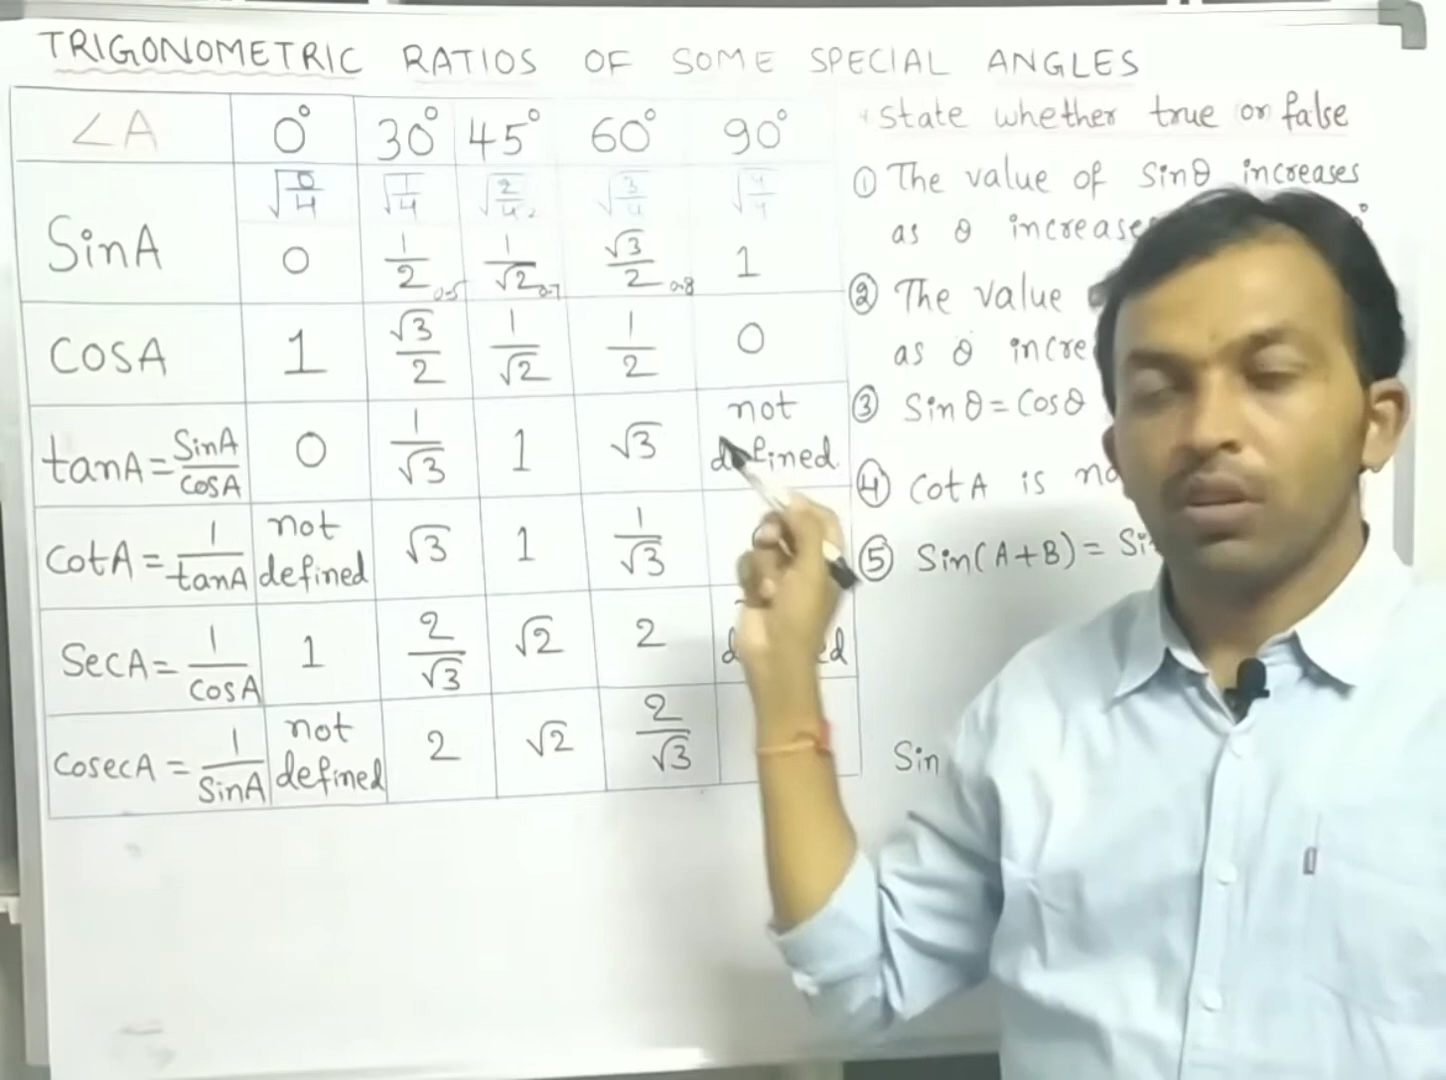 TRIGONOMETRIC RATIOS OF SOME SPECIAL ANGLES
∠A 0° 30° 45° 60° 90°
√0/4 √1/4 √2/4 √3/4 √4/4
SinA 0 1/2 0.5 1/√2 0.7 √3/2 0.8 1
COSA 1 √3/2 1/√2 1/2 0
tanA = SinA/COSA 0 1/√3 1 √3 not defined
CotA = 1/tanA not defined √3 1 1/√3
SecA = 1/COSA 1 2/√3 √2 2
CosecA = 1/SinA not defined 2 √2 2/√3
state whether true or false
① The value of Sinθ increases
as θ increase
② The value
as θ incre
③ Sinθ = Cosθ
④ CotA is
⑤ Sin(A+B) = Si
Sin